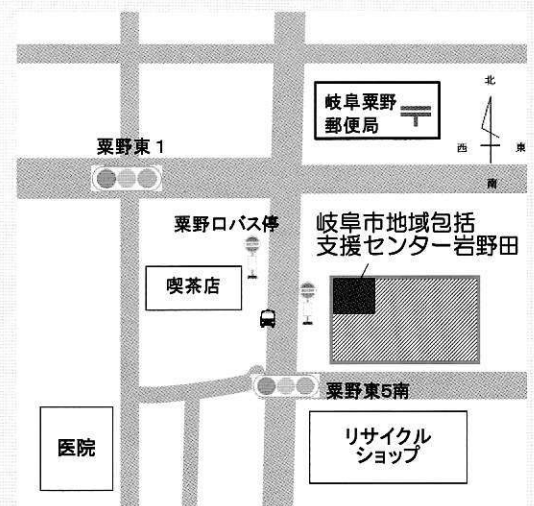 北
西 東
南
岐阜粟野
郵便局
粟野東1
粟野口バス停
岐阜市地域包括
支援センター岩野田
喫茶店
粟野東5南
医院
リサイクル
ショップ